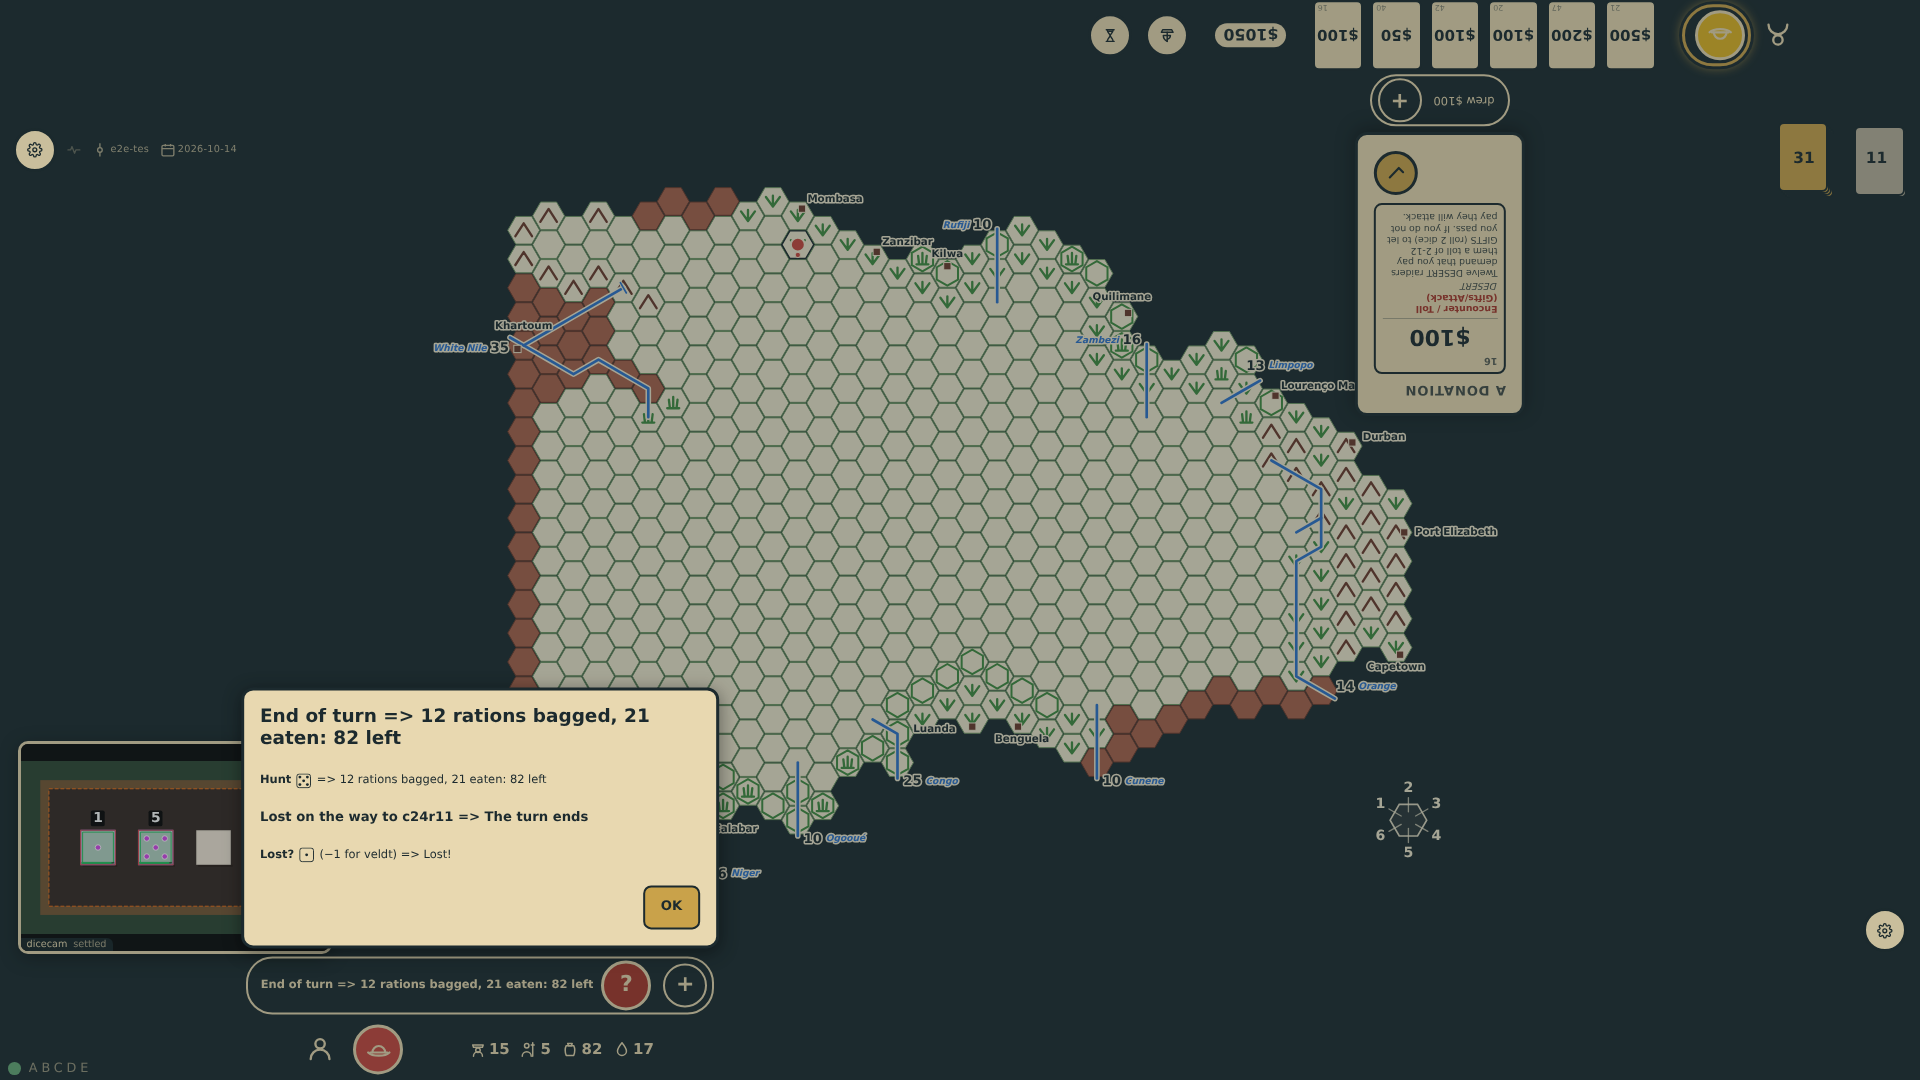 $1050
16
$100
40
$50
42
$100
20
$100
47
$200
21
$500
drew $100
e2e-tes
2026-10-14
31
11
A DONATION
16
$100
Encounter / Toll
(Gifts/Attack)
DESERT
Twelve DESERT raiders
demand that you pay
them a toll of 2-12
GIFTS (roll 2 dice) to let
you pass. If you do not
pay they will attack.
Mombasa
Rufiji 10
Zanzibar
Kilwa
Quilimane
Khartoum
White Nile 35
Zambezi 16
13 Limpopo
Lourenço Ma
Durban
Port Elizabeth
Capetown
14 Orange
Luanda
Benguela
25 Congo
10 Cunene
10 Ogooué
Niger
2
1
3
6
4
5
End of turn => 12 rations bagged, 21
eaten: 82 left
Hunt => 12 rations bagged, 21 eaten: 82 left
Lost on the way to c24r11 => The turn ends
Lost? (−1 for veldt) => Lost!
OK
1
5
dicecam settled
End of turn => 12 rations bagged, 21 eaten: 82 left
?
+
15
5
82
17
A B C D E